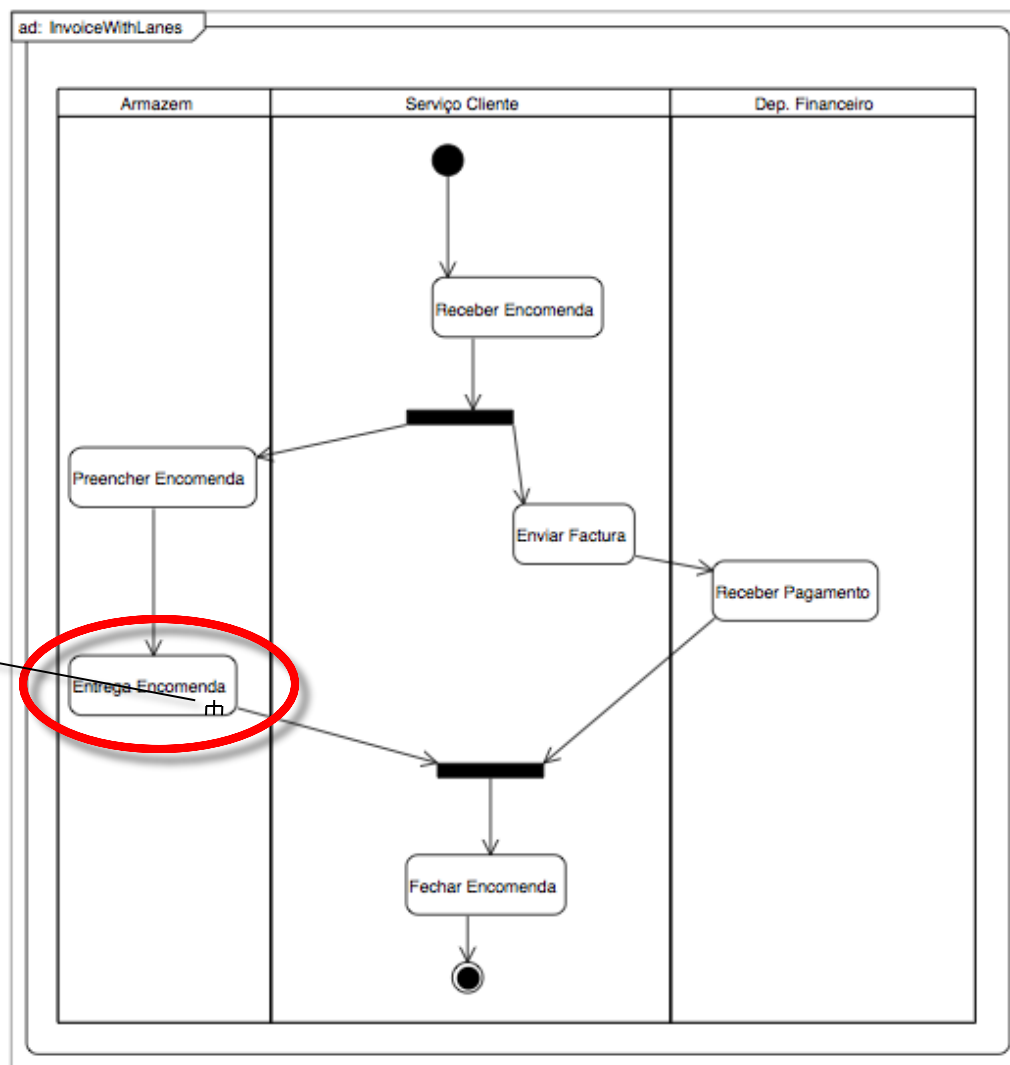 ad: InvoiceWithLanes
Armazem
Serviço Cliente
Dep. Financeiro
Receber Encomenda
Preencher Encomenda
Enviar Factura
Receber Pagamento
Entrega Encomenda
Fechar Encomenda